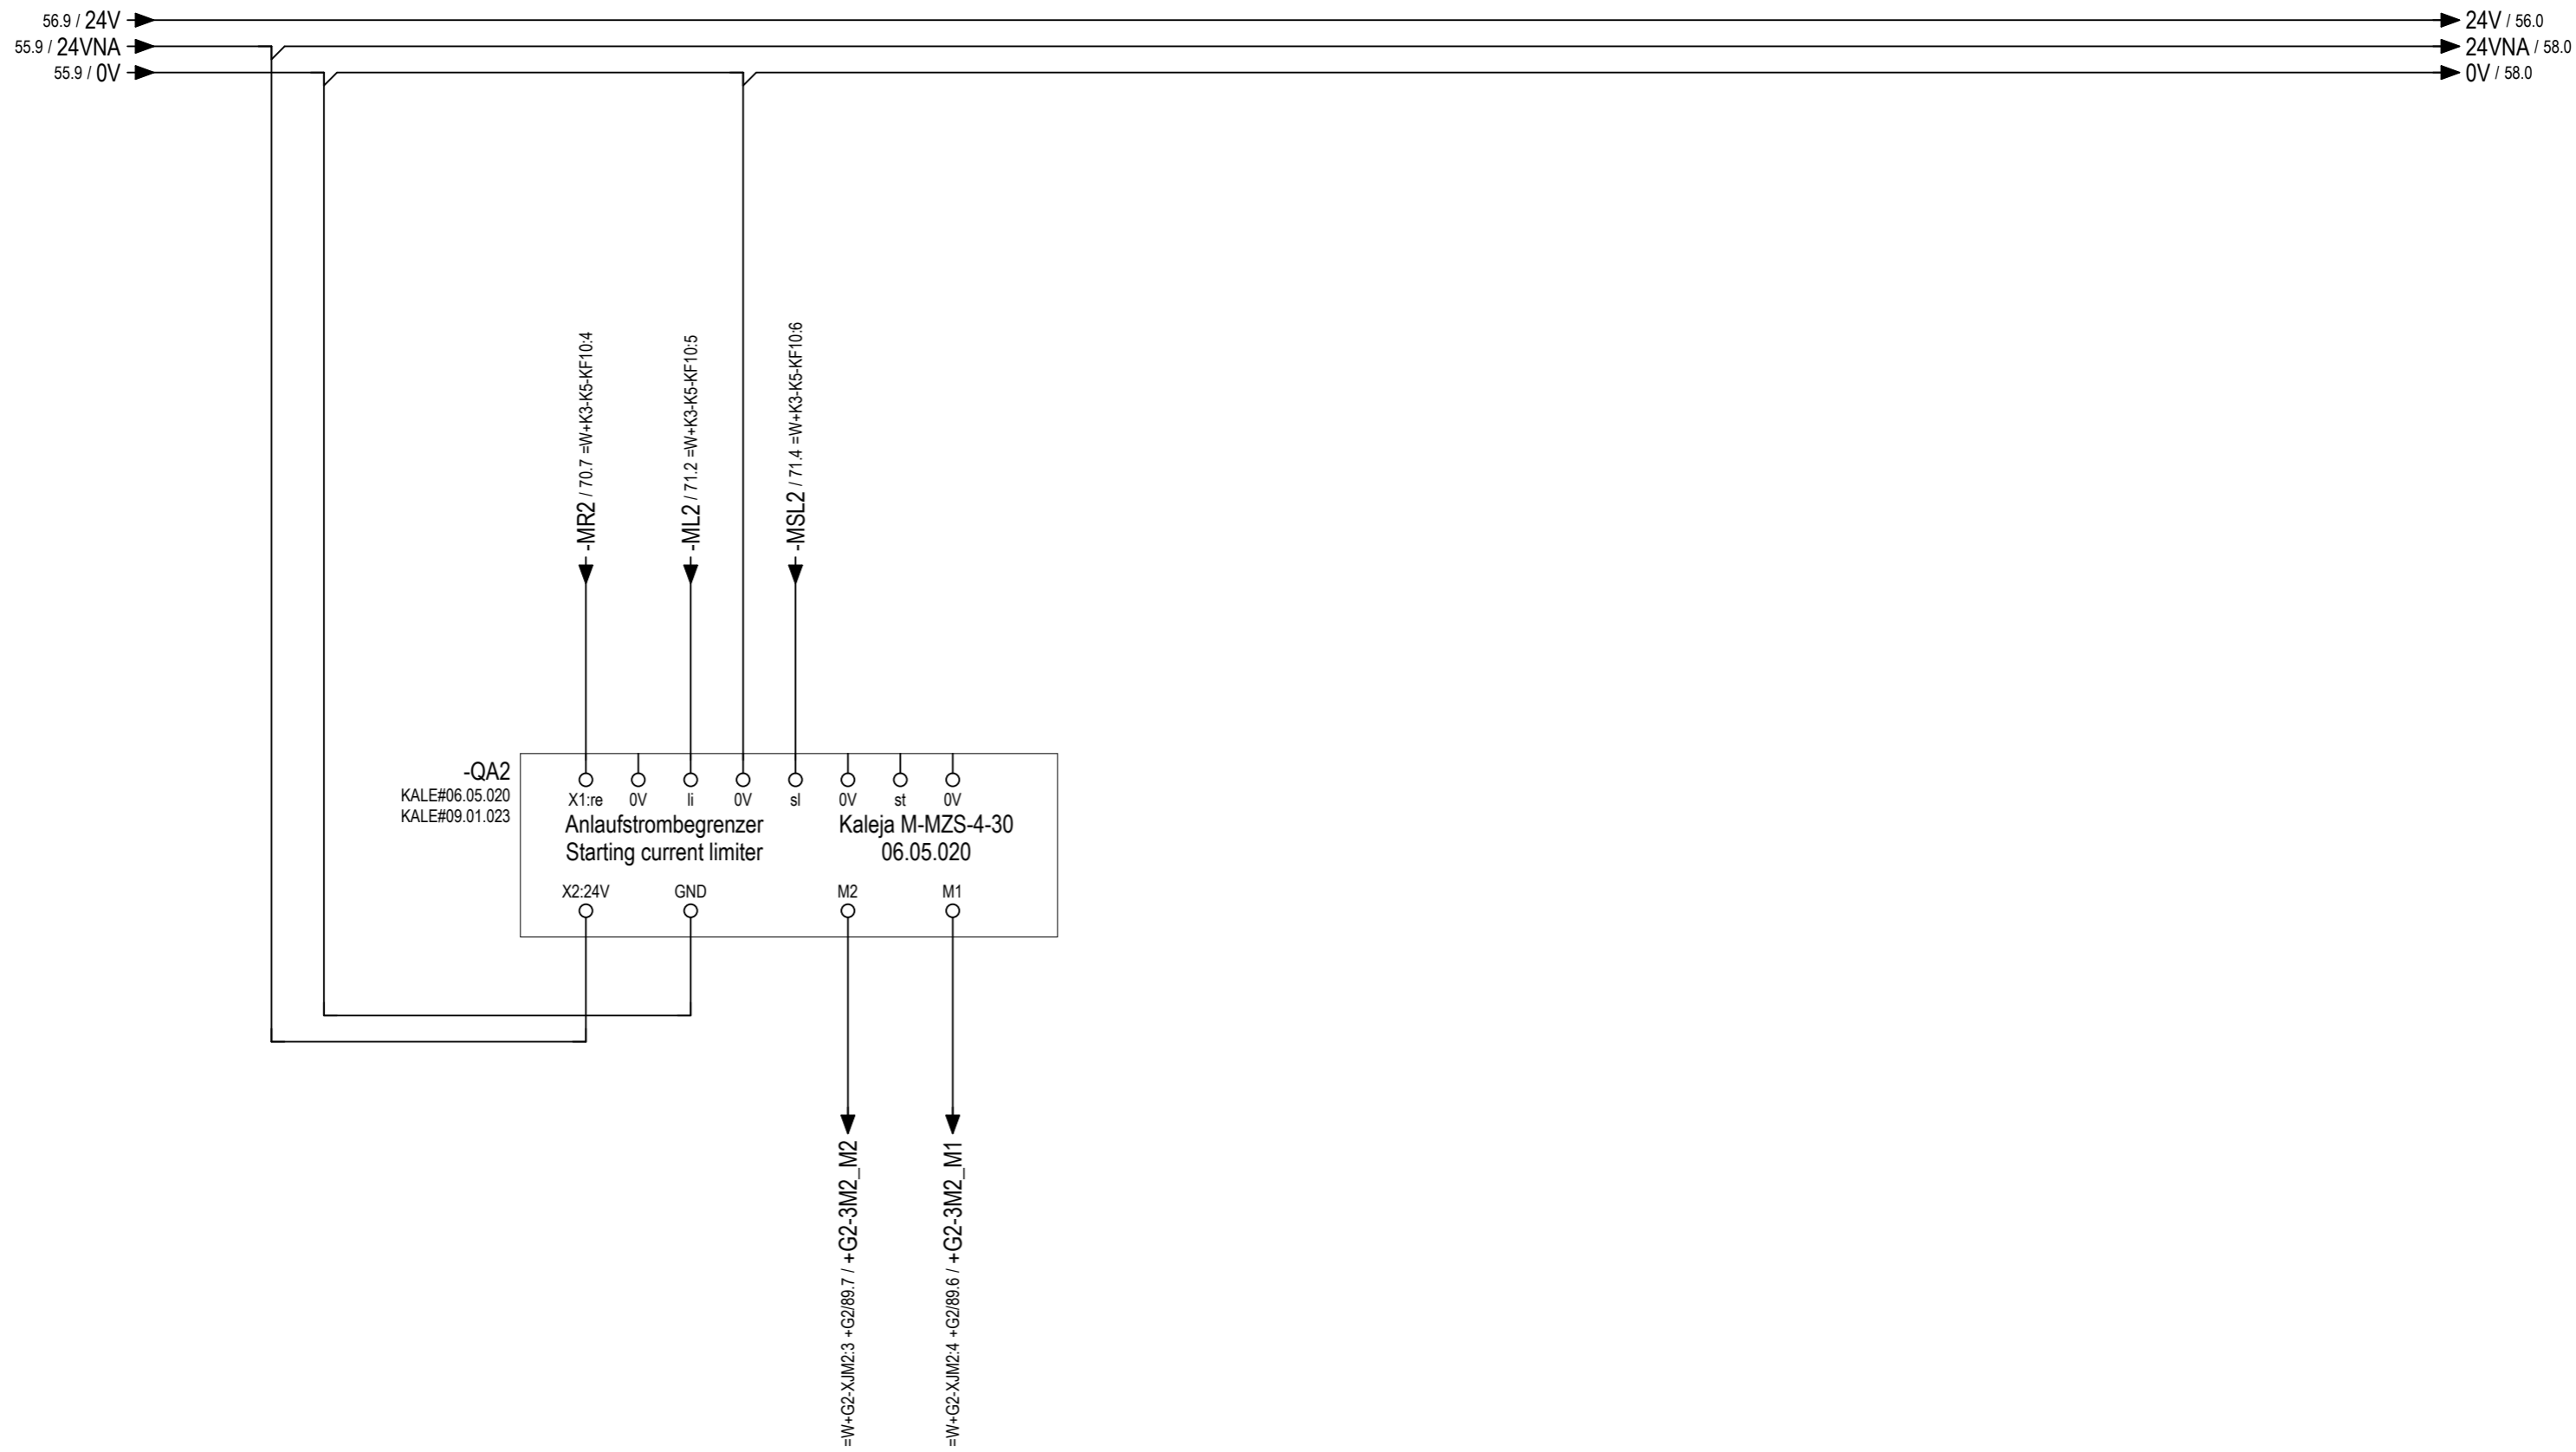 56.9 / 24V
24V / 56.0
55.9 / 24VNA
24VNA / 58.0
55.9 / 0V
0V / 58.0
-MR2 / 70.7 =W+K3-K5-KF10:4
-ML2 / 71.2 =W+K3-K5-KF10:5
-MSL2 / 71.4 =W+K3-K5-KF10:6
-QA2
KALE#06.05.020
KALE#09.01.023
X1:re 0V li 0V sl 0V st 0V
Anlaufstrombegrenzer
Starting current limiter
Kaleja M-MZS-4-30
06.05.020
X2:24V GND M2 M1
=W+G2-XJM2:3 +G2/89.7 / +G2-3M2_M2
=W+G2-XJM2:4 +G2/89.6 / +G2-3M2_M1